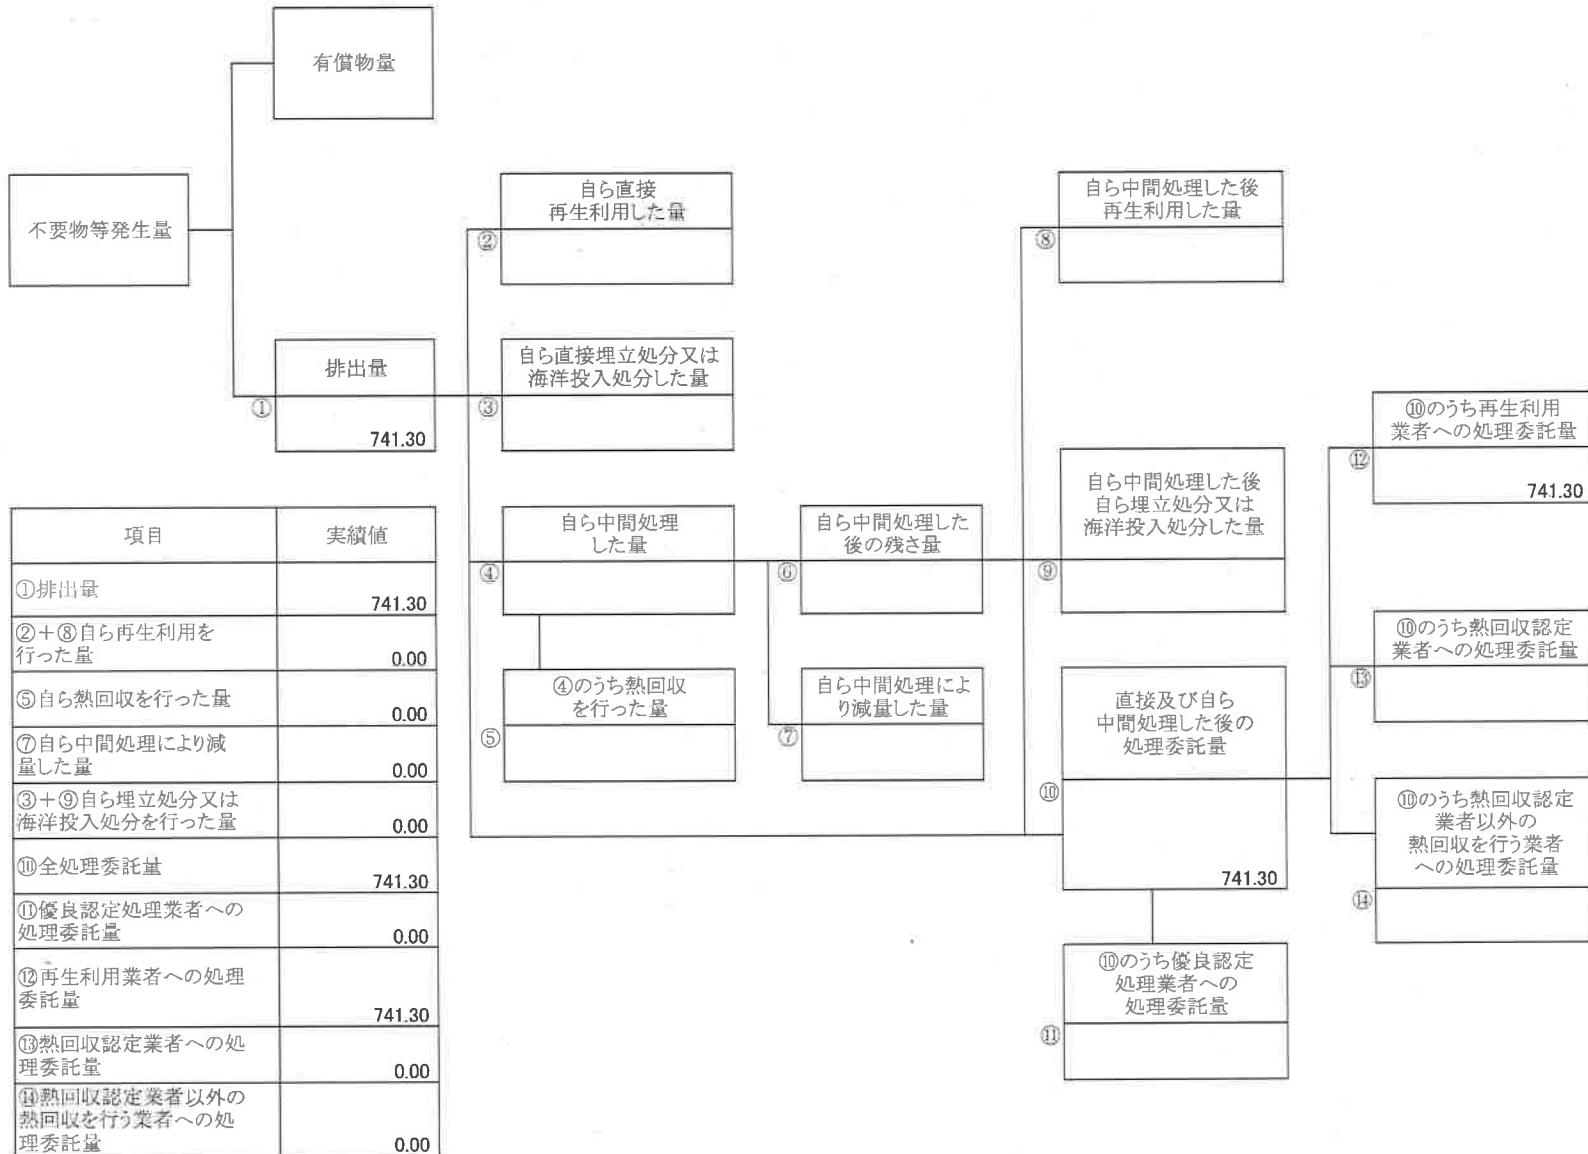 有償物量
不要物等発生量
排出量
①
741.30
自ら直接
再生利用した量
②
自ら直接埋立処分又は
海洋投入処分した量
③
自ら中間処理
した量
④
④のうち熱回収
を行った量
⑤
自ら中間処理した
後の残さ量
⑥
自ら中間処理によ
り減量した量
⑦
自ら中間処理した後
再生利用した量
⑧
自ら中間処理した後
自ら埋立処分又は
海洋投入処分した量
⑨
直接及び自ら
中間処理した後の
処理委託量
⑩
741.30
⑩のうち優良認定
処理業者への
処理委託量
⑪
⑩のうち再生利用
業者への処理委託量
⑫
741.30
⑩のうち熱回収認定
業者への処理委託量
⑬
⑩のうち熱回収認定
業者以外の
熱回収を行う業者
への処理委託量
⑭
項目 実績値
①排出量
741.30
②+⑧自ら再生利用を
行った量 0.00
⑤自ら熱回収を行った量
0.00
⑦自ら中間処理により減
量した量 0.00
③+⑨自ら埋立処分又は
海洋投入処分を行った量 0.00
⑩全処理委託量
741.30
⑪優良認定処理業者への
処理委託量 0.00
⑫再生利用業者への処理
委託量
741.30
⑬熱回収認定業者への処
理委託量 0.00
⑭熱回収認定業者以外の
熱回収を行う業者への処
理委託量 0.00